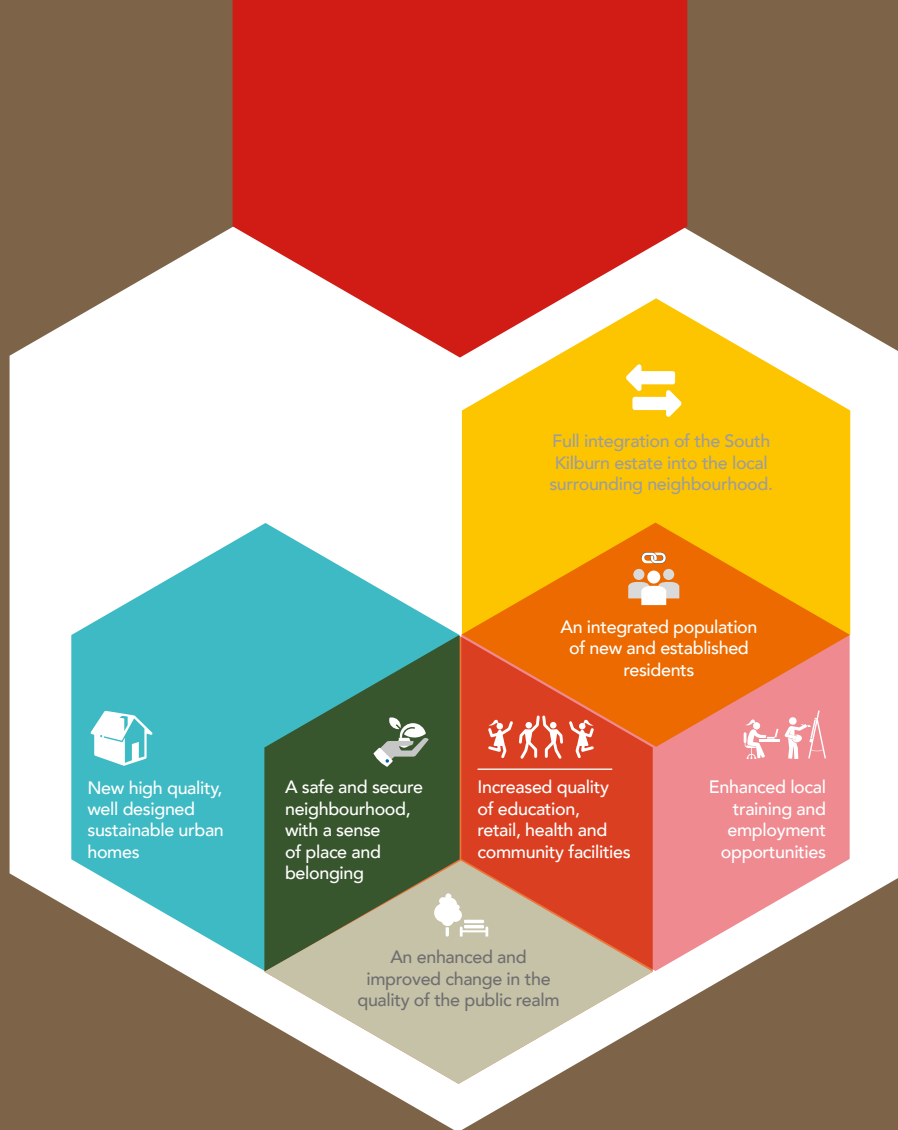 Full integration of the South
Kilburn estate into the local
surrounding neighbourhood.
An integrated population
of new and established
residents
New high quality,
well designed
sustainable urban
homes
A safe and secure
neighbourhood,
with a sense
of place and
belonging
Increased quality
of education,
retail, health and
community facilities
Enhanced local
training and
employment
opportunities
An enhanced and
improved change in the
quality of the public realm